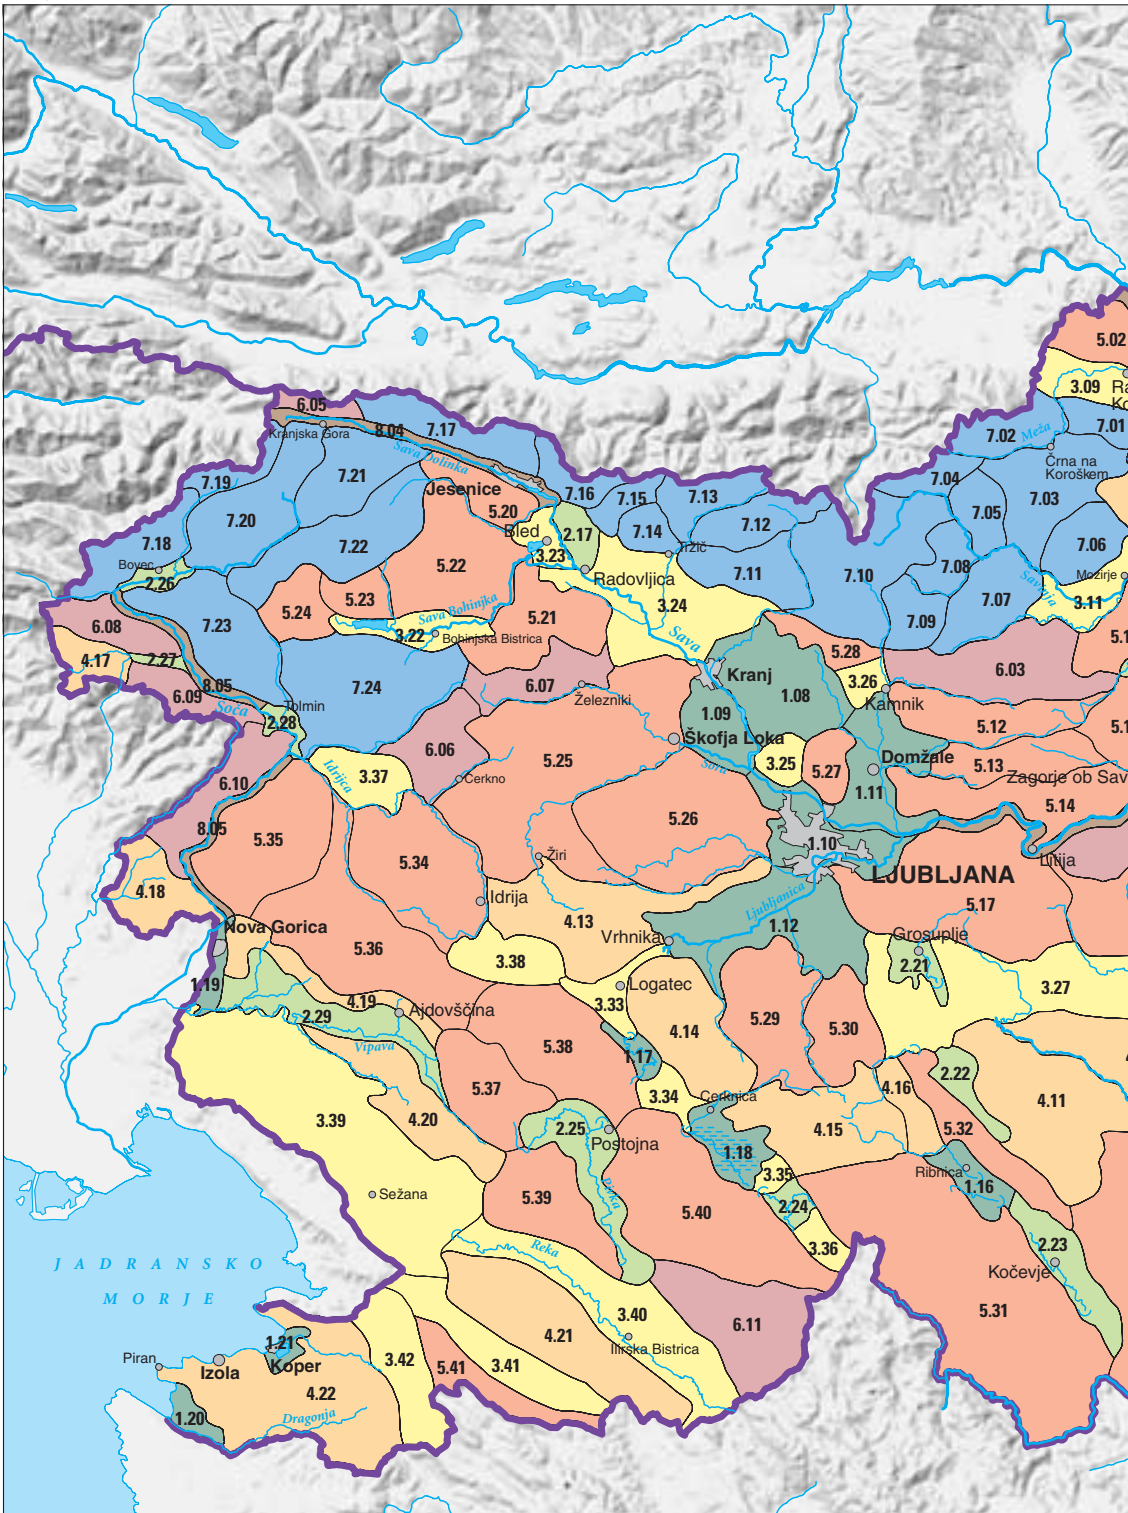 5.02
3.09
Ra
Ko
6.05
Kranjska Gora
8.04
7.17
Sava Dolinka
7.02
Meža
7.01
Črna na
Koroškem
7.19
7.21
Jesenice
7.16
7.15
7.13
7.04
7.03
7.20
5.20
7.14
7.12
7.05
7.18
7.22
Bled
2.17
Tržič
7.06
Bovec
2.26
5.22
3.23
Radovljica
7.11
7.10
7.08
Savinja
Mozirje
5.24
5.23
Sava Bohinjka
5.21
3.24
7.07
3.11
6.08
7.23
3.22
Bohinjska Bistrica
Sava
7.09
5.1
4.17
2.27
5.28
6.09
8.05
7.24
6.07
Železniki
Kranj
1.08
3.26
6.03
Soča
Tolmin
2.28
1.09
Kamnik
6.06
Škofja Loka
5.12
5.1
Idrijca
3.37
Cerkno
5.25
Sora
3.25
5.27
Domžale
5.13
Zagorje ob Sav
6.10
1.11
5.14
8.05
5.35
5.34
5.26
1.10
Žiri
Litija
LJUBLJANA
4.18
Idrija
Ljubljanica
5.17
Nova Gorica
4.13
Vrhnika
1.12
Grosuplje
5.36
3.38
2.21
1.19
Logatec
3.27
4.19
3.33
2.29
Ajdovščina
5.29
5.30
Vipava
5.38
1.17
4.14
2.22
5.37
3.34
Cerknica
4.16
4.11
3.39
4.20
2.25
Postojna
4.15
5.32
1.18
Ribnica
3.35
1.16
Sežana
5.39
Pivka
5.40
2.24
Reka
3.36
2.23
JADRANSKO
MORJE
Kočevje
5.31
3.40
6.11
1.21
4.21
Ilirska Bistrica
Piran
Izola
Koper
3.42
5.41
3.41
4.22
1.20
Dragonja